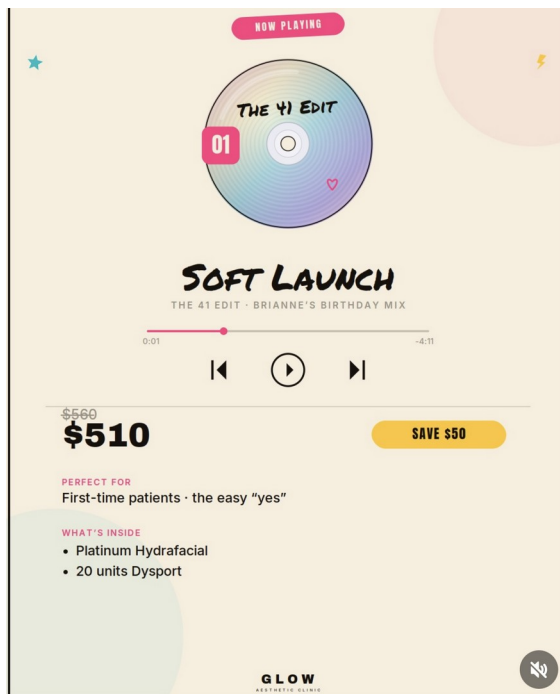 NOW PLAYING
THE 41 EDIT
01
SOFT LAUNCH
THE 41 EDIT · BRIANNE'S BIRTHDAY MIX
0:01
-4:11
$560
$510
SAVE $50
PERFECT FOR
First-time patients · the easy “yes”
WHAT'S INSIDE
• Platinum Hydrafacial
• 20 units Dysport
GLOW
AESTHETIC CLINIC